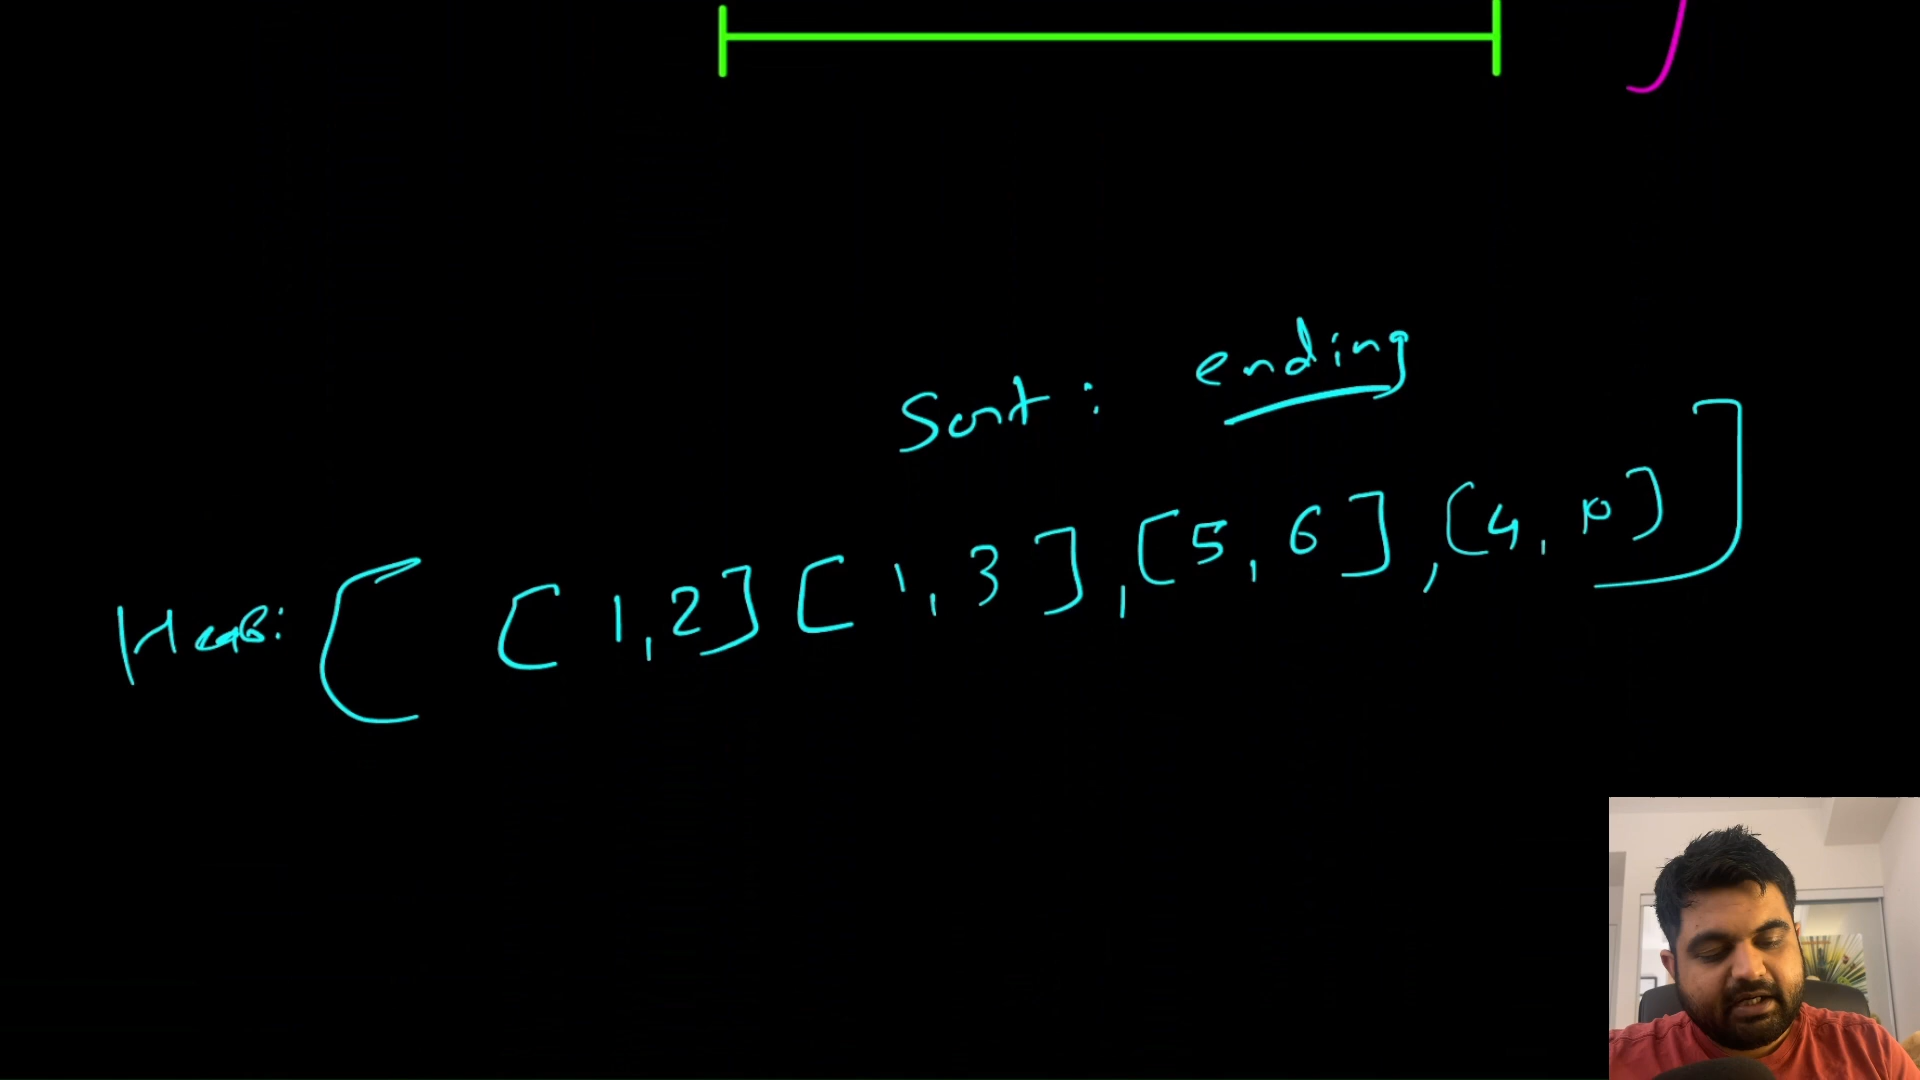 Sort: ending
Heap: [ [1,2] [1,3], [5,6], [4,10] ]